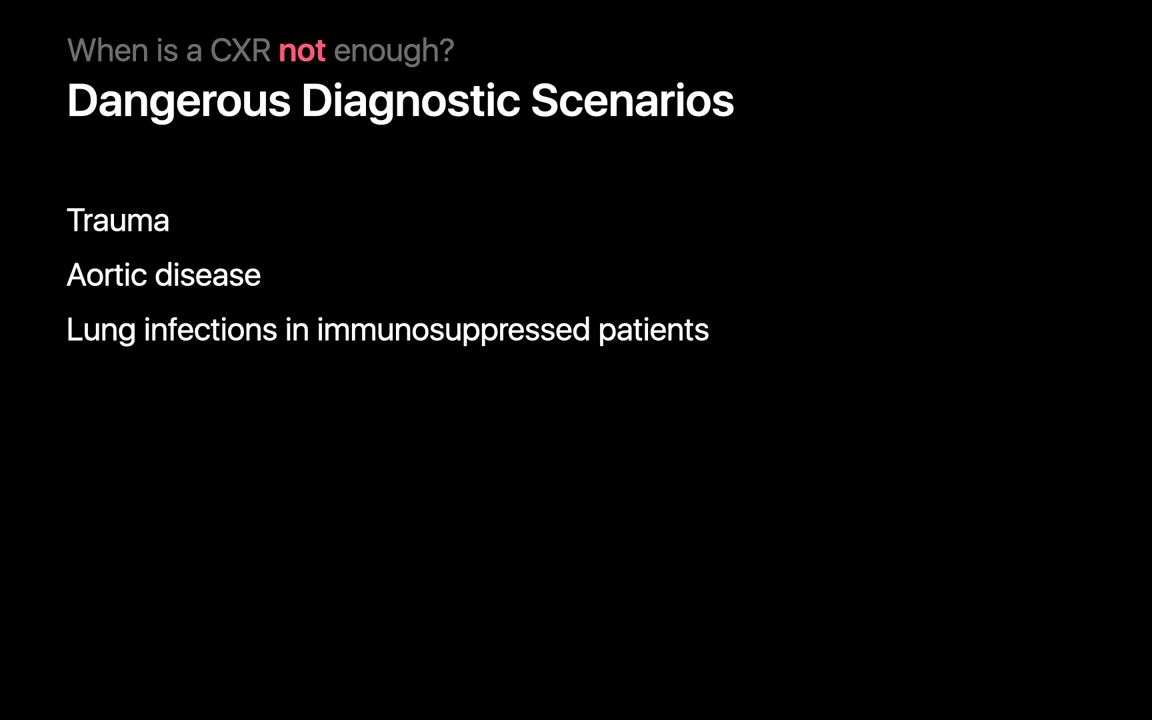 When is a CXR not enough?
Dangerous Diagnostic Scenarios
Trauma
Aortic disease
Lung infections in immunosuppressed patients